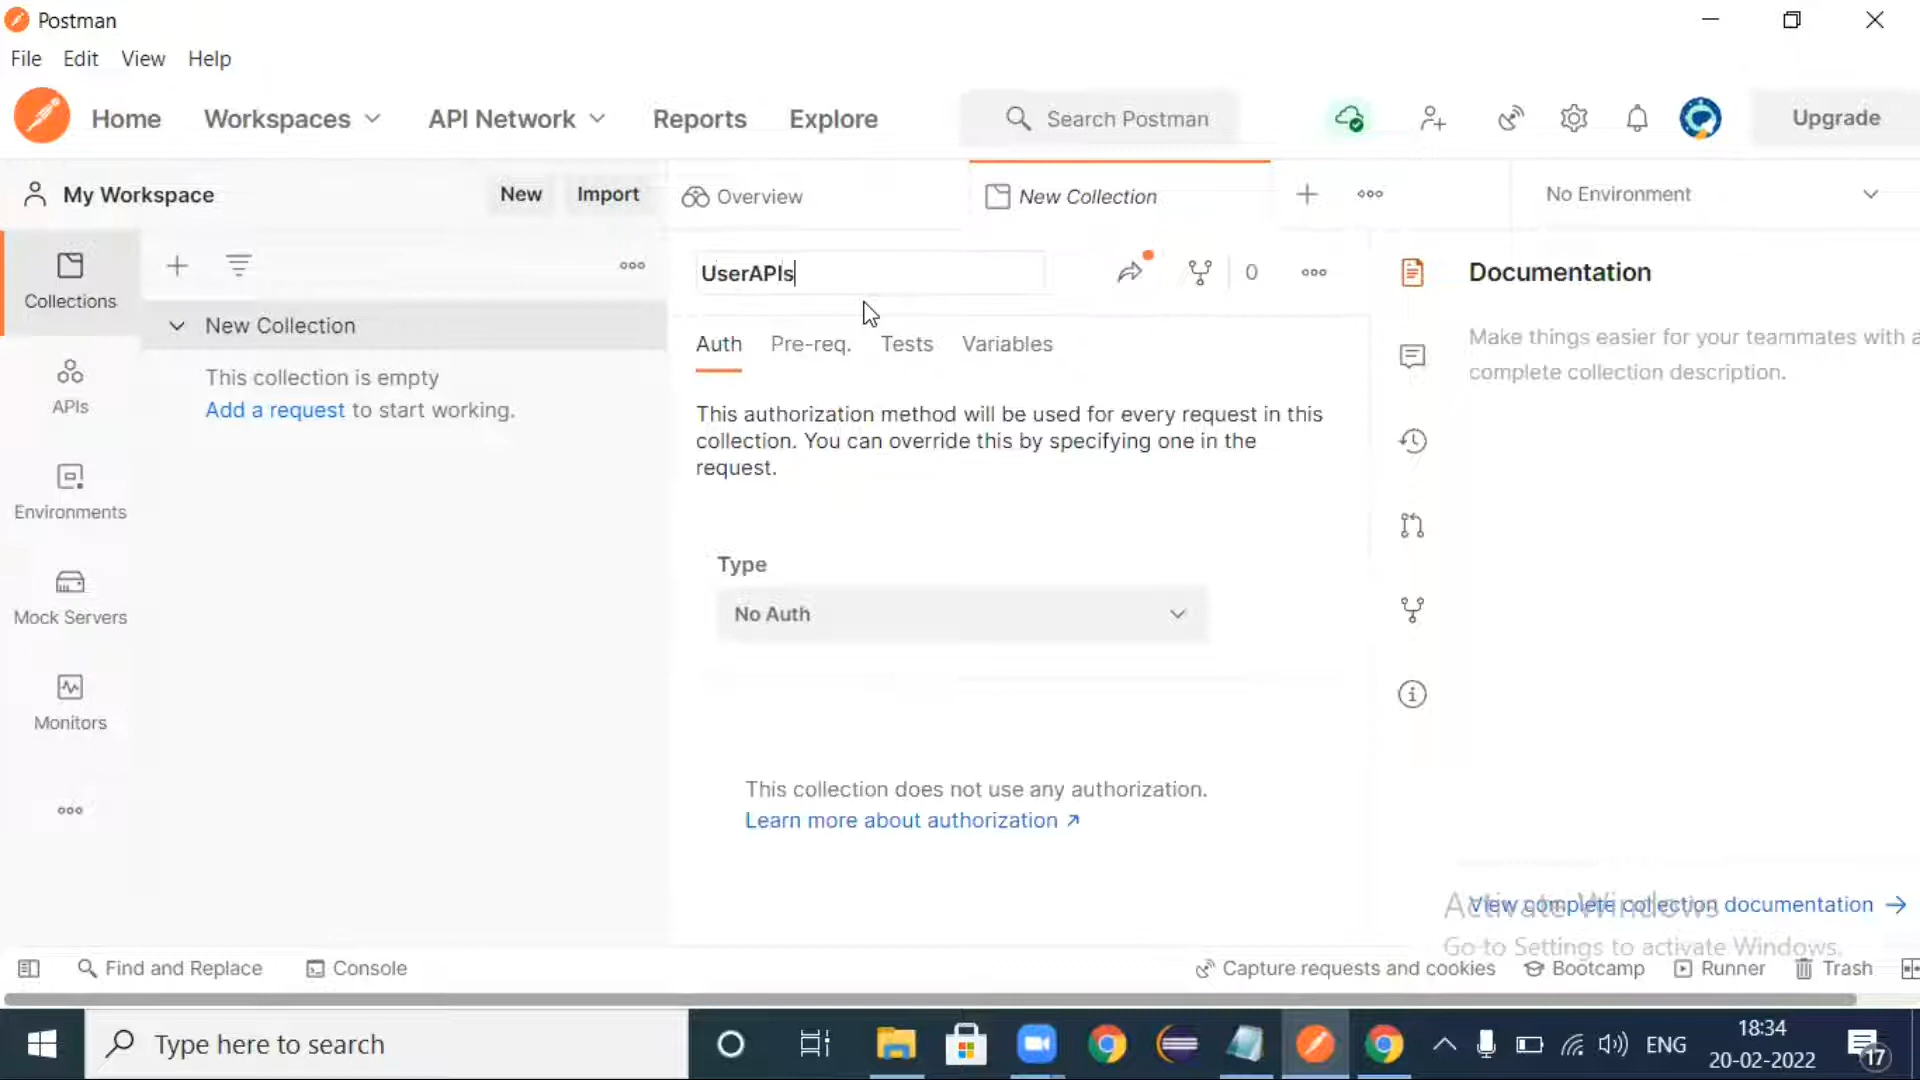 Postman
File Edit View Help
Home Workspaces API Network Reports Explore Search Postman Upgrade
My Workspace New Import Overview New Collection No Environment
Collections
UserAPIs 0 Documentation
New Collection
This collection is empty
Add a request to start working.
Auth Pre-req. Tests Variables
Make things easier for your teammates with a
complete collection description.
APIs
This authorization method will be used for every request in this
collection. You can override this by specifying one in the
request.
Environments
Type
No Auth
Mock Servers
Monitors
This collection does not use any authorization.
Learn more about authorization
View complete collection documentation
Activate Windows
Go to Settings to activate Windows.
Find and Replace Console Capture requests and cookies Bootcamp Runner Trash
Type here to search ENG 18:34
20-02-2022 17